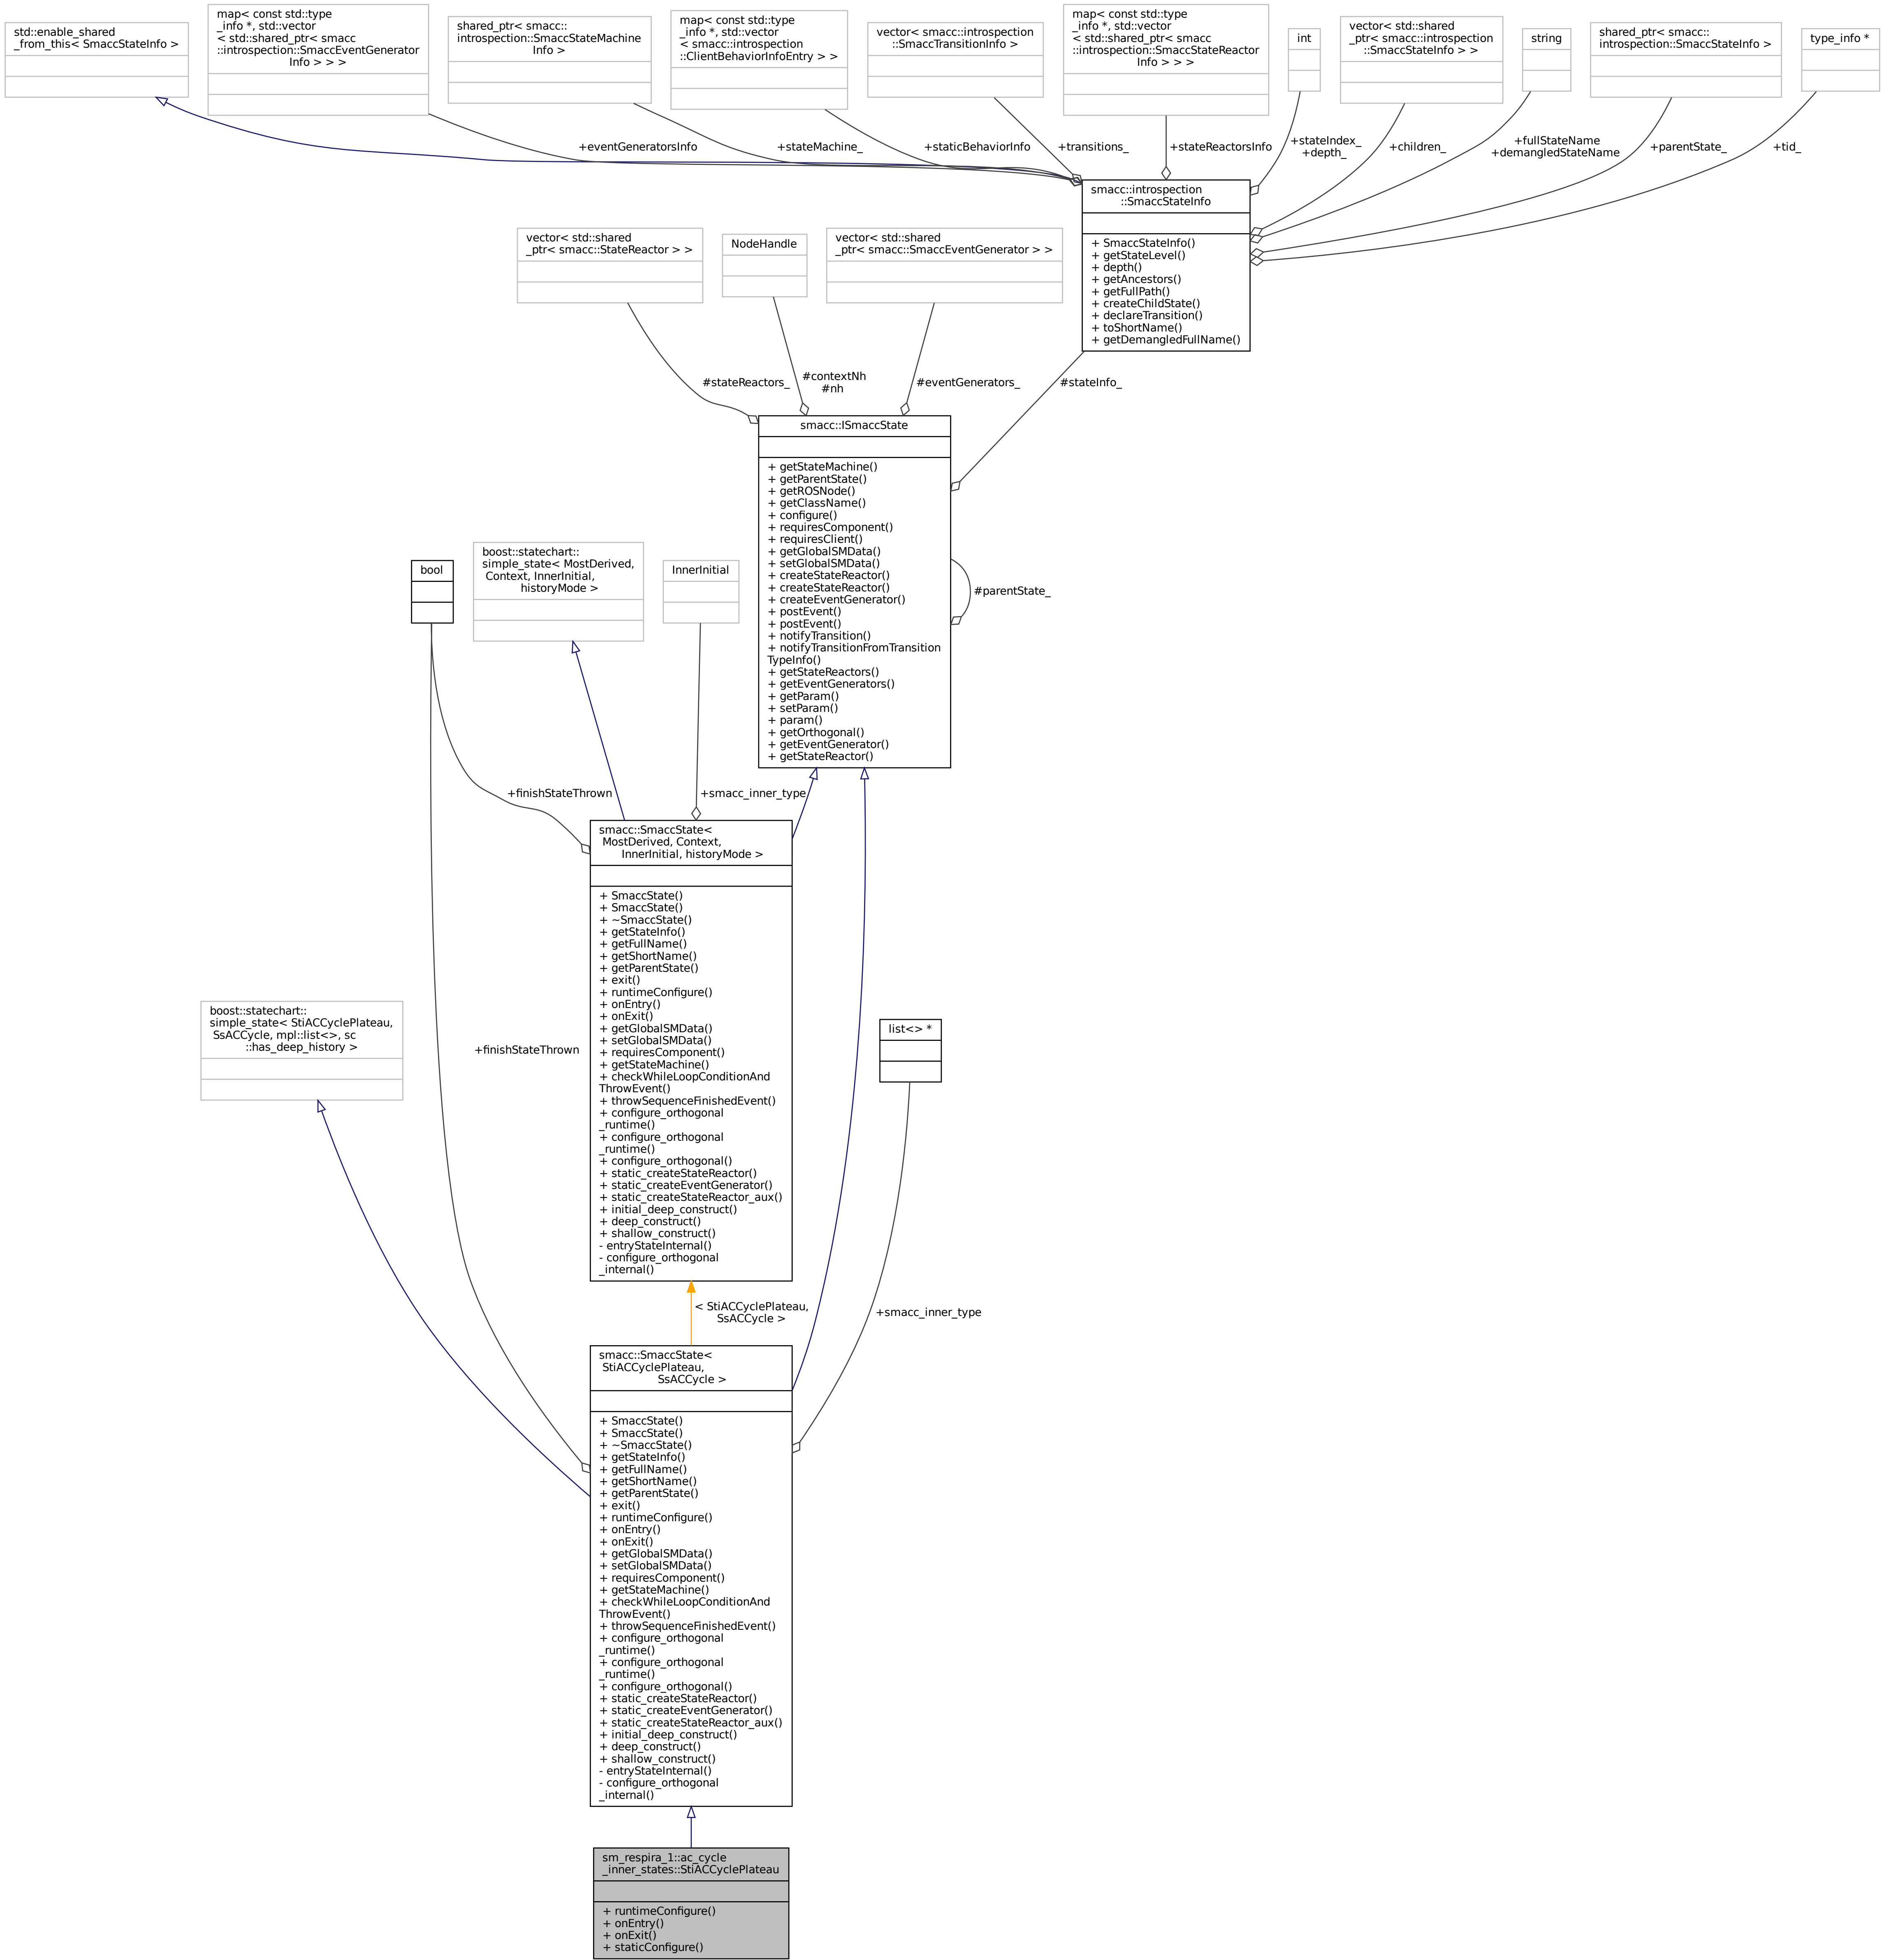 std::enable_shared
_from_this< SmaccStateInfo >
map< const std::type
_info *, std::vector
< std::shared_ptr< smacc
::introspection::SmaccEventGenerator
Info > > >
shared_ptr< smacc::
introspection::SmaccStateMachine
Info >
map< const std::type
_info *, std::vector
< smacc::introspection
::ClientBehaviorInfoEntry > >
vector< smacc::introspection
::SmaccTransitionInfo >
map< const std::type
_info *, std::vector
< std::shared_ptr< smacc
::introspection::SmaccStateReactor
Info > > >
int
vector< std::shared
_ptr< smacc::introspection
::SmaccStateInfo > >
string
shared_ptr< smacc::
introspection::SmaccStateInfo >
type_info *
+eventGeneratorsInfo
+stateMachine_
+staticBehaviorInfo
+transitions_
+stateReactorsInfo
+stateIndex_
+depth_
+children_
+fullStateName
+demangledStateName
+parentState_
+tid_
smacc::introspection
::SmaccStateInfo
+ SmaccStateInfo()
+ getStateLevel()
+ depth()
+ getAncestors()
+ getFullPath()
+ createChildState()
+ declareTransition()
+ toShortName()
+ getDemangledFullName()
vector< std::shared
_ptr< smacc::StateReactor > >
NodeHandle
vector< std::shared
_ptr< smacc::SmaccEventGenerator > >
#stateReactors_
#contextNh
#nh
#eventGenerators_
#stateInfo_
smacc::ISmaccState
+ getStateMachine()
+ getParentState()
+ getROSNode()
+ getClassName()
+ configure()
+ requiresComponent()
+ requiresClient()
+ getGlobalSMData()
+ setGlobalSMData()
+ createStateReactor()
+ createStateReactor()
+ createEventGenerator()
+ postEvent()
+ postEvent()
+ notifyTransition()
+ notifyTransitionFromTransition
TypeInfo()
+ getStateReactors()
+ getEventGenerators()
+ getParam()
+ setParam()
+ param()
+ getOrthogonal()
+ getEventGenerator()
+ getStateReactor()
#parentState_
bool
boost::statechart::
simple_state< MostDerived,
Context, InnerInitial,
historyMode >
InnerInitial
+finishStateThrown
+smacc_inner_type
smacc::SmaccState<
MostDerived, Context,
InnerInitial, historyMode >
+ SmaccState()
+ SmaccState()
+ ~SmaccState()
+ getStateInfo()
+ getFullName()
+ getShortName()
+ getParentState()
+ exit()
+ runtimeConfigure()
+ onEntry()
+ onExit()
+ getGlobalSMData()
+ setGlobalSMData()
+ requiresComponent()
+ getStateMachine()
+ checkWhileLoopConditionAnd
ThrowEvent()
+ throwSequenceFinishedEvent()
+ configure_orthogonal
_runtime()
+ configure_orthogonal
_runtime()
+ configure_orthogonal()
+ static_createStateReactor()
+ static_createEventGenerator()
+ static_createStateReactor_aux()
+ initial_deep_construct()
+ deep_construct()
+ shallow_construct()
- entryStateInternal()
- configure_orthogonal
_internal()
boost::statechart::
simple_state< StiACCyclePlateau,
SsACCycle, mpl::list<>, sc
::has_deep_history >
+finishStateThrown
list<> *
< StiACCyclePlateau,
SsACCycle >
+smacc_inner_type
smacc::SmaccState<
StiACCyclePlateau,
SsACCycle >
+ SmaccState()
+ SmaccState()
+ ~SmaccState()
+ getStateInfo()
+ getFullName()
+ getShortName()
+ getParentState()
+ exit()
+ runtimeConfigure()
+ onEntry()
+ onExit()
+ getGlobalSMData()
+ setGlobalSMData()
+ requiresComponent()
+ getStateMachine()
+ checkWhileLoopConditionAnd
ThrowEvent()
+ throwSequenceFinishedEvent()
+ configure_orthogonal
_runtime()
+ configure_orthogonal
_runtime()
+ configure_orthogonal()
+ static_createStateReactor()
+ static_createEventGenerator()
+ static_createStateReactor_aux()
+ initial_deep_construct()
+ deep_construct()
+ shallow_construct()
- entryStateInternal()
- configure_orthogonal
_internal()
sm_respira_1::ac_cycle
_inner_states::StiACCyclePlateau
+ runtimeConfigure()
+ onEntry()
+ onExit()
+ staticConfigure()